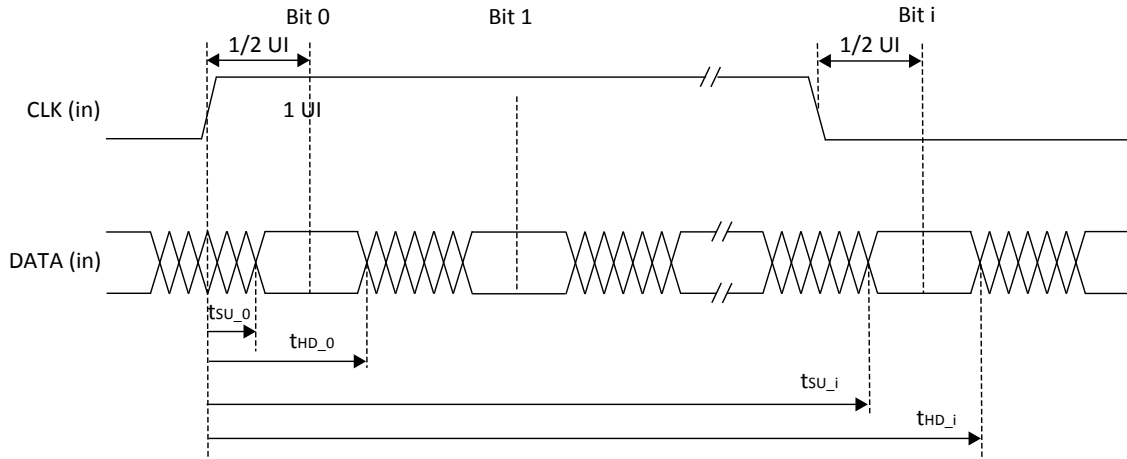 Bit 0
Bit 1
Bit i
1/2 UI
1/2 UI
CLK (in)
1 UI
DATA (in)
tSU_0
tHD_0
tSU_i
tHD_i